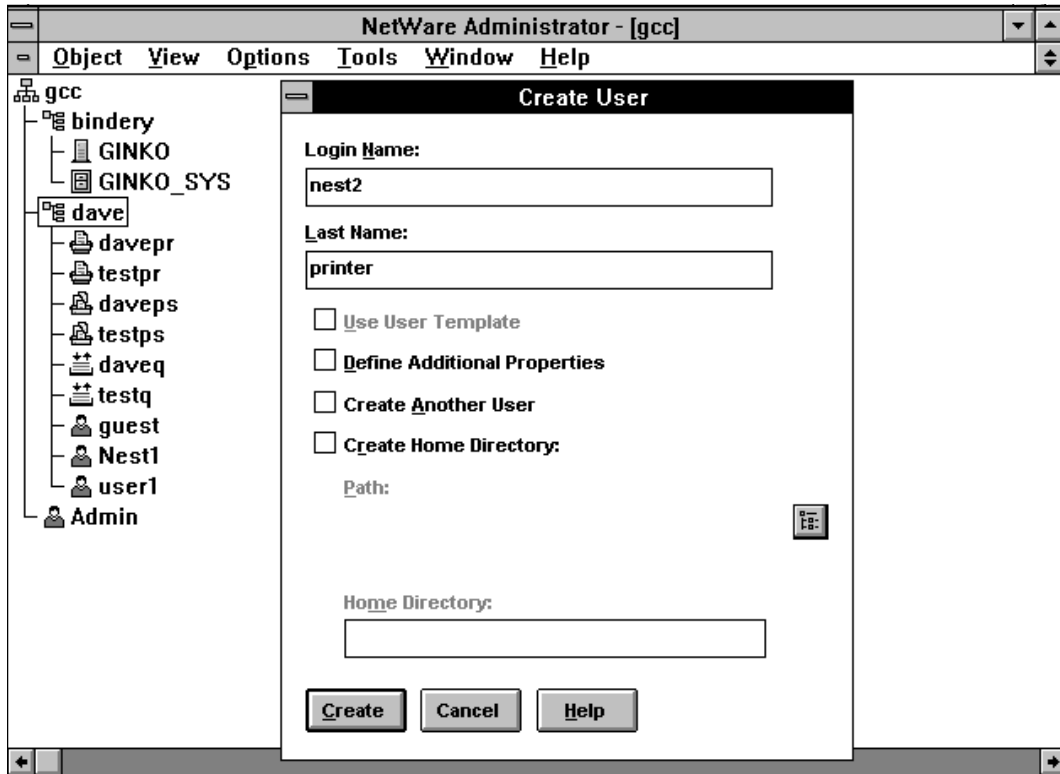 NetWare Administrator - [gcc]
Object View Options Tools Window Help
gcc
bindery
GINKO
GINKO_SYS
dave
davepr
testpr
daveps
testps
daveq
testq
guest
Nest1
user1
Admin
Create User
Login Name:
nest2
Last Name:
printer
Use User Template
Define Additional Properties
Create Another User
Create Home Directory:
Path:
Home Directory:
Create Cancel Help